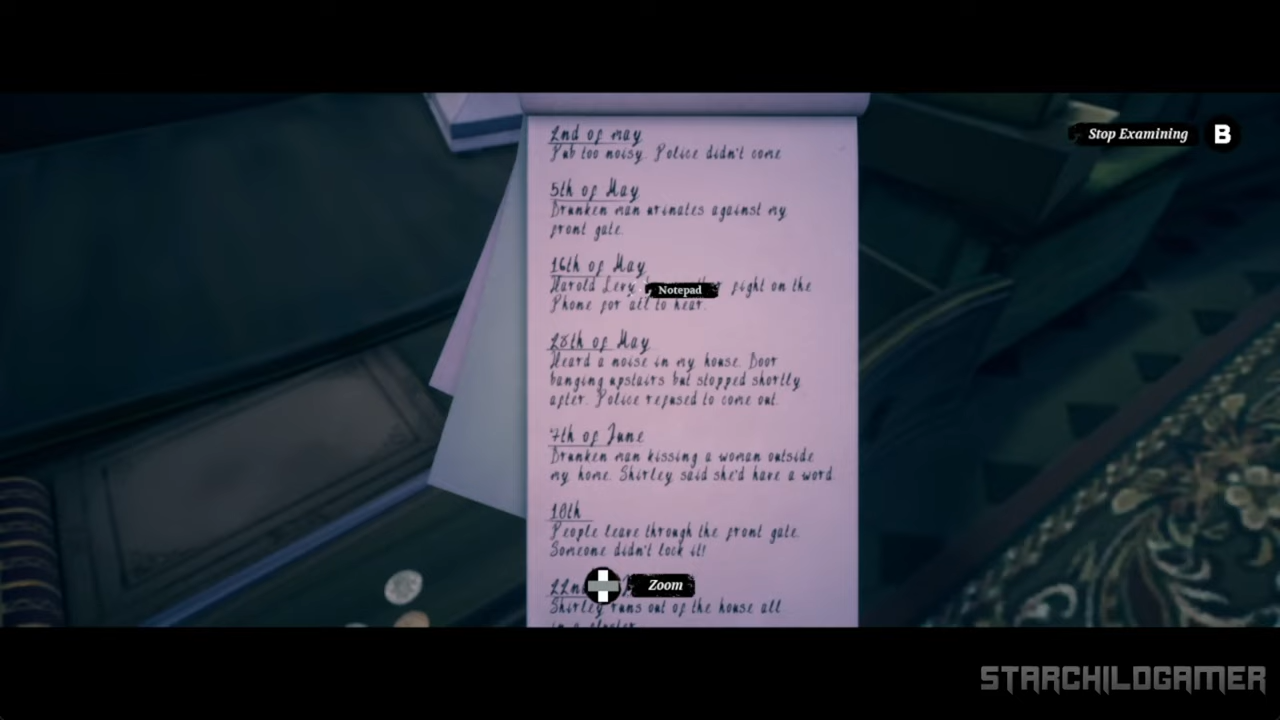 2nd of may
Pub too noisy. Police didn't come
Stop Examining B
5th of May
Drunken man urinates against my
front gate.
16th of May
Harold Levy fight on the
Notepad
Phone for all to hear.
28th of May
Heard a noise in my house. Door
banging upstairs but stopped shortly
after. Police refused to come out.
7th of June
Drunken man kissing a woman outside
my home. Shirley said she'd have a word.
18th
People leave through the front gate.
Someone didn't lock it!
Zoom
Shirley runs out of the house all
in a
STARCHILDGAMER